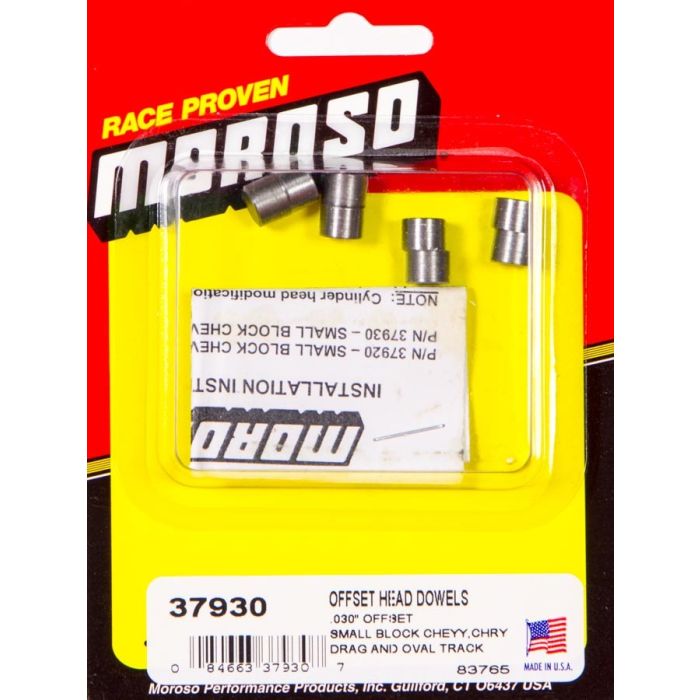 RACE PROVEN
MOROSO
NOTE: Cylinder head modificatio
P/N 37930 – SMALL BLOCK CHEV
P/N 37920 – SMALL BLOCK CHEV
INSTALLATION INST
MORO
37930
OFFSET HEAD DOWELS
.030" OFFSET
SMALL BLOCK CHEVY,CHRY
DRAG AND OVAL TRACK
0 84663 37930 7
83765
MADE IN U.S.A.
Moroso Performance Products, Inc. Guilford, CT 06437 USA